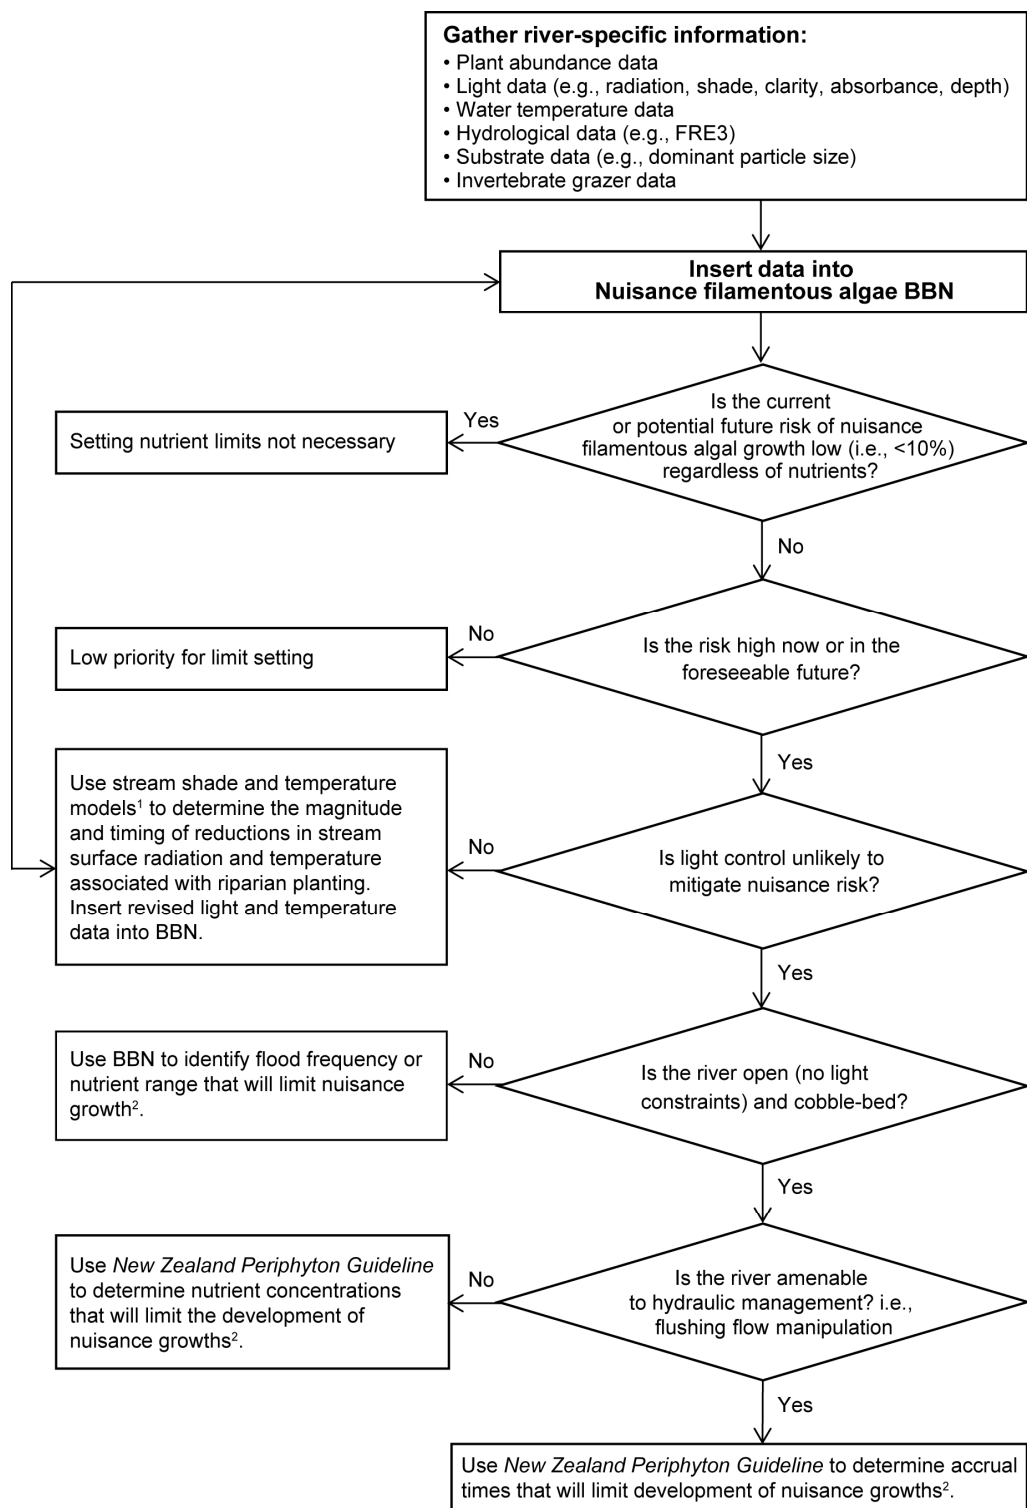 Gather river-specific information:
• Plant abundance data
• Light data (e.g., radiation, shade, clarity, absorbance, depth)
• Water temperature data
• Hydrological data (e.g., FRE3)
• Substrate data (e.g., dominant particle size)
• Invertebrate grazer data
Insert data into
Nuisance filamentous algae BBN
Is the current
or potential future risk of nuisance
filamentous algal growth low (i.e., <10%)
regardless of nutrients?
Yes
Setting nutrient limits not necessary
No
Is the risk high now or in the
foreseeable future?
No
Low priority for limit setting
Yes
Is light control unlikely to
mitigate nuisance risk?
No
Use stream shade and temperature
models¹ to determine the magnitude
and timing of reductions in stream
surface radiation and temperature
associated with riparian planting.
Insert revised light and temperature
data into BBN.
Yes
Is the river open (no light
constraints) and cobble-bed?
No
Use BBN to identify flood frequency or
nutrient range that will limit nuisance
growth².
Yes
Is the river amenable
to hydraulic management? i.e.,
flushing flow manipulation
No
Use New Zealand Periphyton Guideline
to determine nutrient concentrations
that will limit the development of
nuisance growths².
Yes
Use New Zealand Periphyton Guideline to determine accrual
times that will limit development of nuisance growths².